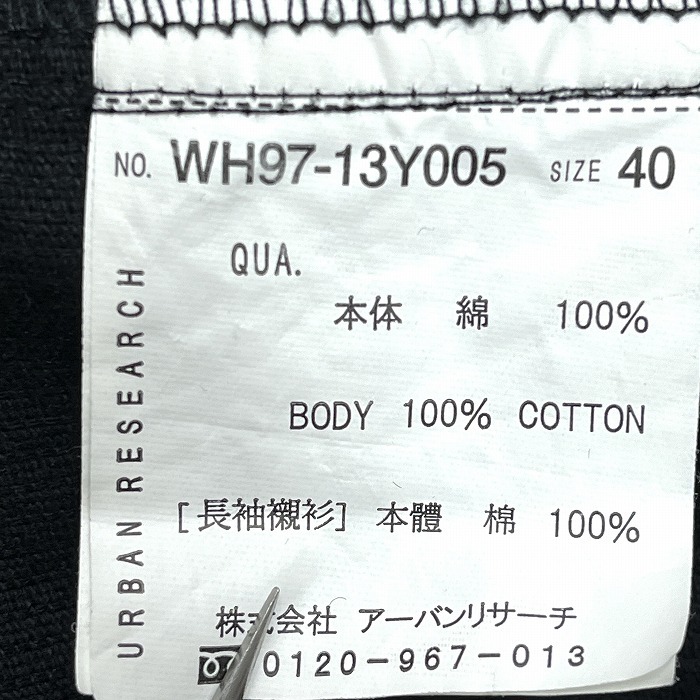 NO. WH97-13Y005 SIZE 40
QUA.
本体 綿 100%
BODY 100% COTTON
[長袖襯衫] 本體 棉 100%
株式会社 アーバンリサーチ
0120-967-013
URBAN RESEARCH